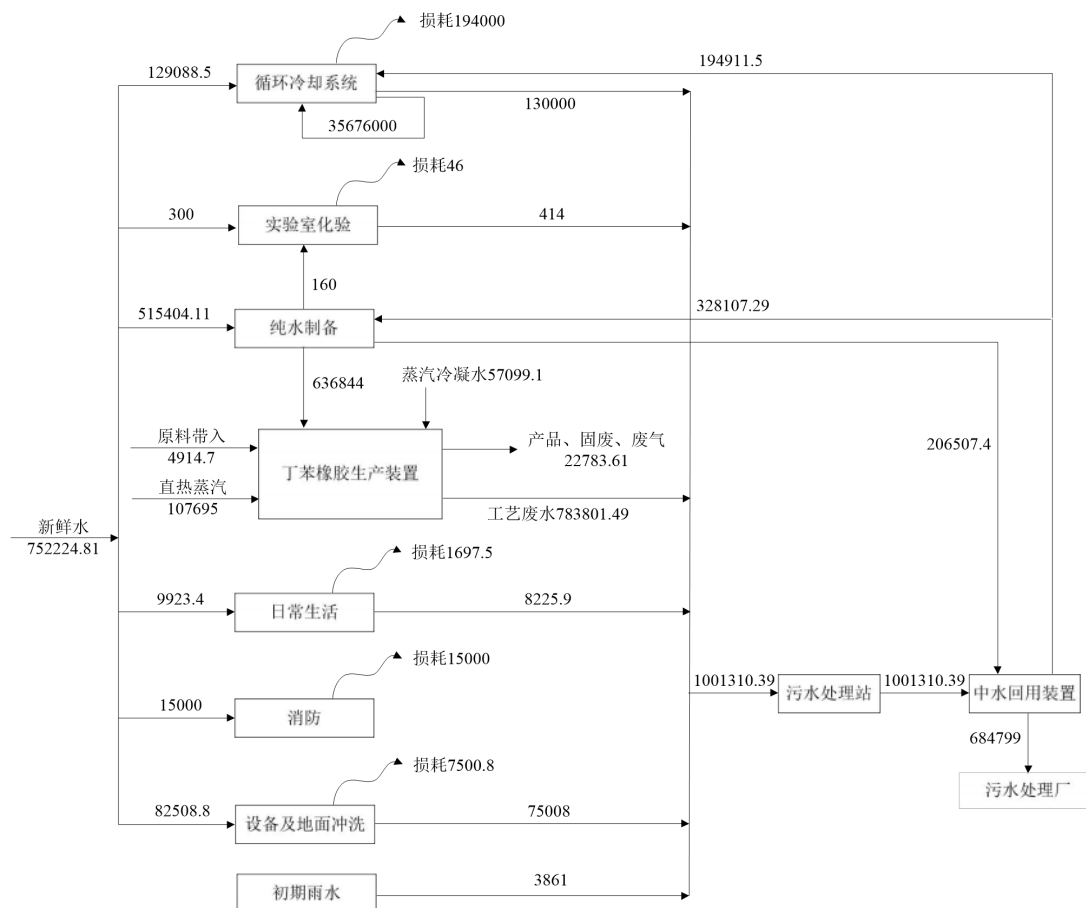 损耗194000
129088.5
循环冷却系统
194911.5
130000
35676000
损耗46
300
实验室化验
414
160
515404.11
纯水制备
328107.29
636844
蒸汽冷凝水57099.1
原料带入
4914.7
丁苯橡胶生产装置
产品、固废、废气
22783.61
206507.4
直热蒸汽
107695
工艺废水783801.49
新鲜水
752224.81
损耗1697.5
9923.4
日常生活
8225.9
损耗15000
15000
消防
1001310.39
污水处理站
1001310.39
中水回用装置
684799
污水处理厂
损耗7500.8
82508.8
设备及地面冲洗
75008
初期雨水
3861